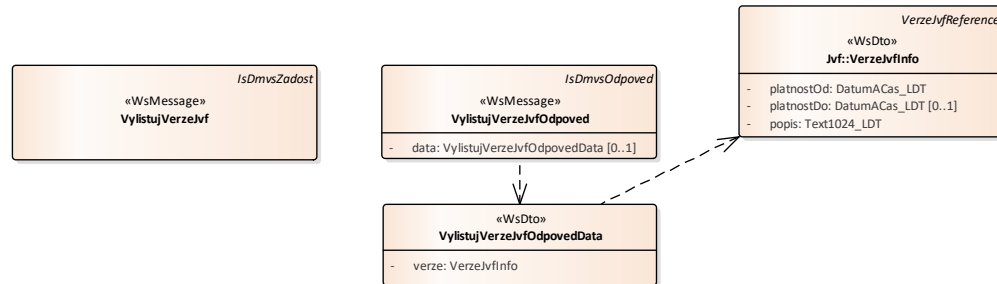 IsDmvsZadost
«WsMessage»
VylistujVerzeJvf
IsDmvsOdpoved
«WsMessage»
VylistujVerzeJvfOdpoved
- data: VylistujVerzeJvfOdpovedData [0..1]
VerzeJvfReference
«WsDto»
Jvf::VerzeJvfInfo
- platnostOd: DatumACas_LDT
- platnostDo: DatumACas_LDT [0..1]
- popis: Text1024_LDT
«WsDto»
VylistujVerzeJvfOdpovedData
- verze: VerzeJvfInfo